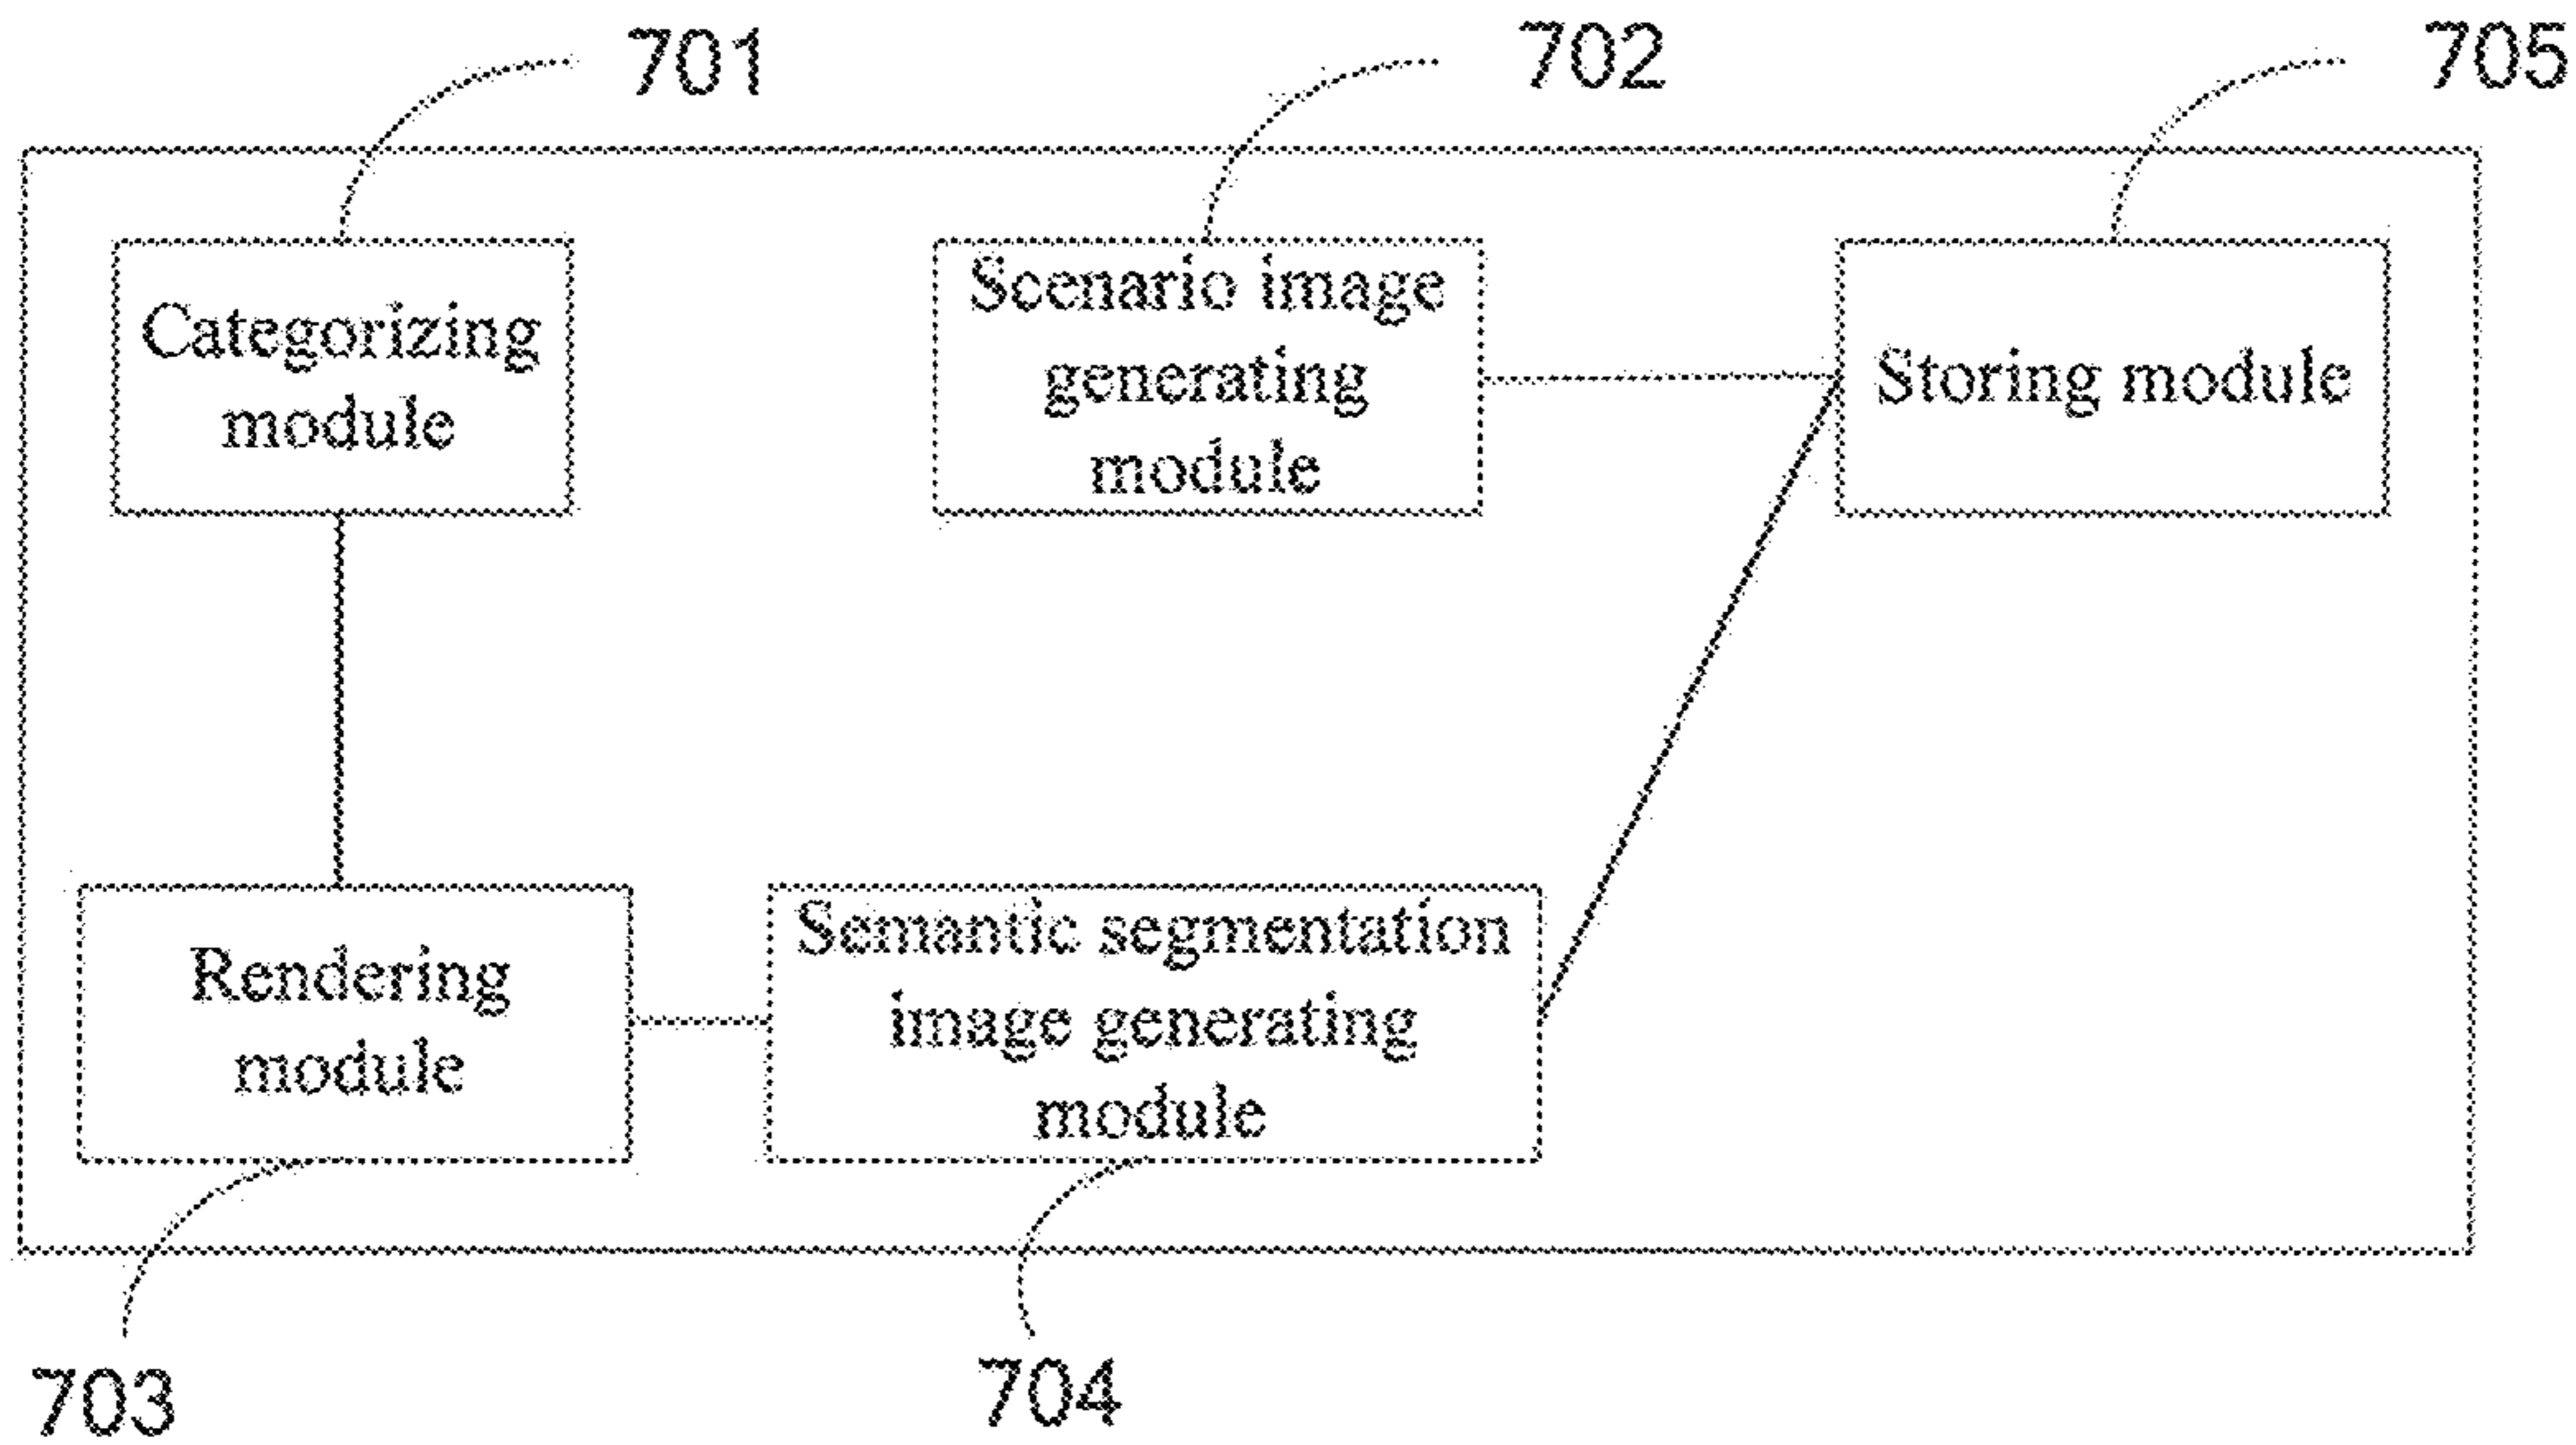 701
702
705
Categorizing
module
Scenario image
generating
module
Storing module
Rendering
module
Semantic segmentation
image generating
module
703
704